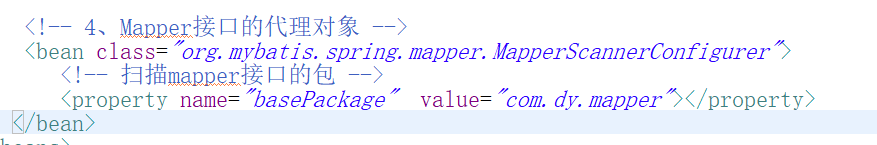 <!-- 4、Mapper接口的代理对象 -->
<bean class="org.mybatis.spring.mapper.MapperScannerConfigurer">
<!-- 扫描mapper接口的包 -->
<property name="basePackage" value="com.dy.mapper"></property>
</bean>
beans>